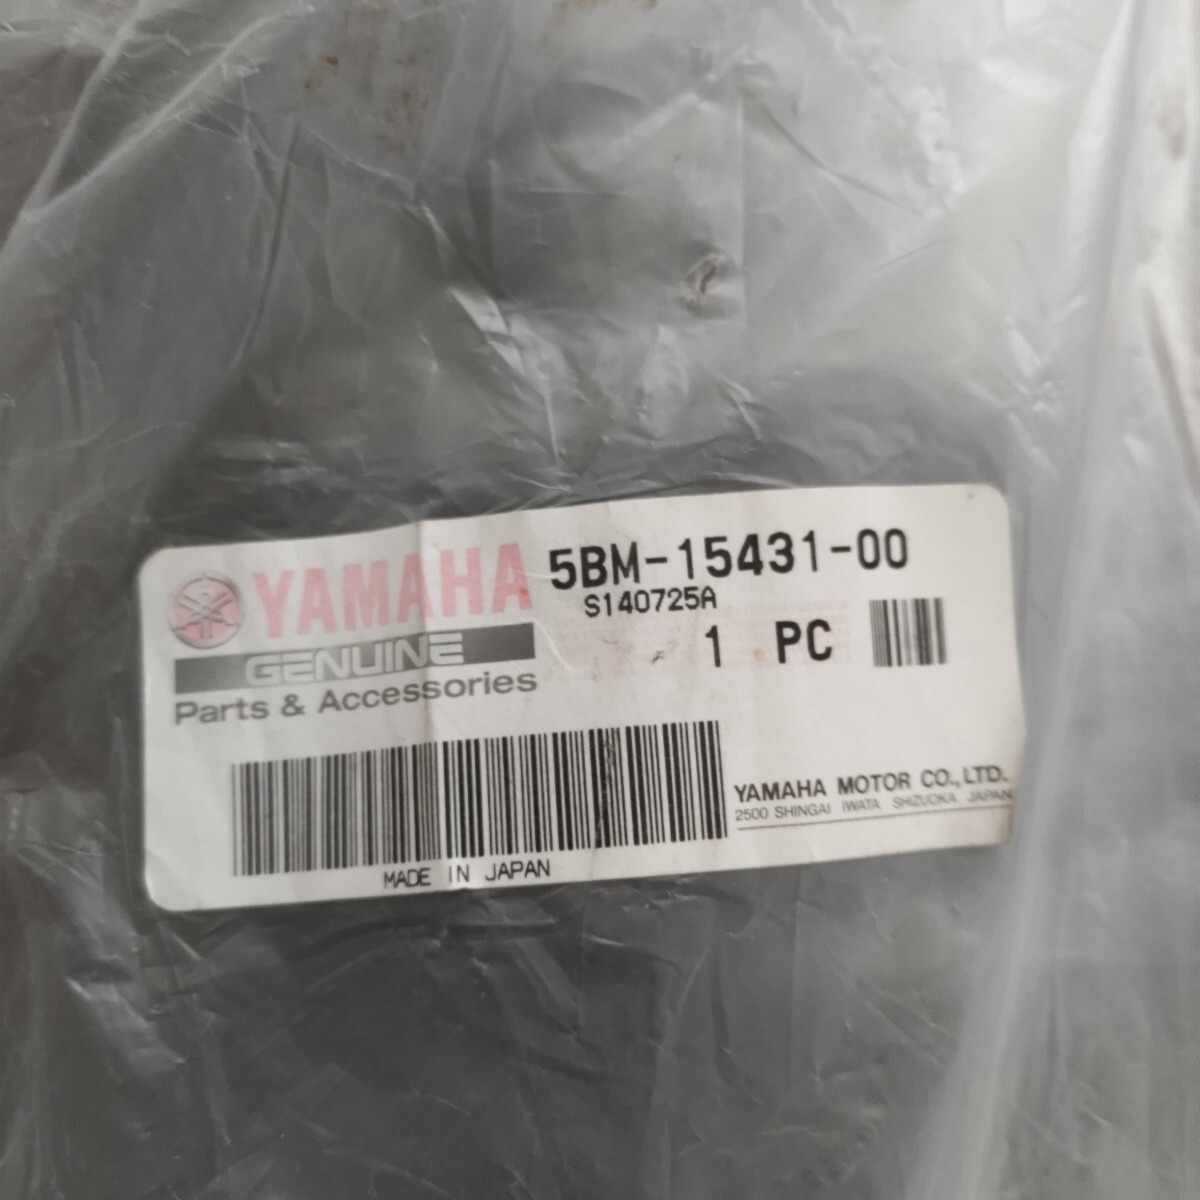 YAMAHA
GENUINE
Parts & Accessories
5BM-15431-00
S140725A
1 PC
YAMAHA MOTOR CO., LTD.
2500 SHINGAI IWATA SHIZUOKA JAPAN
MADE IN JAPAN